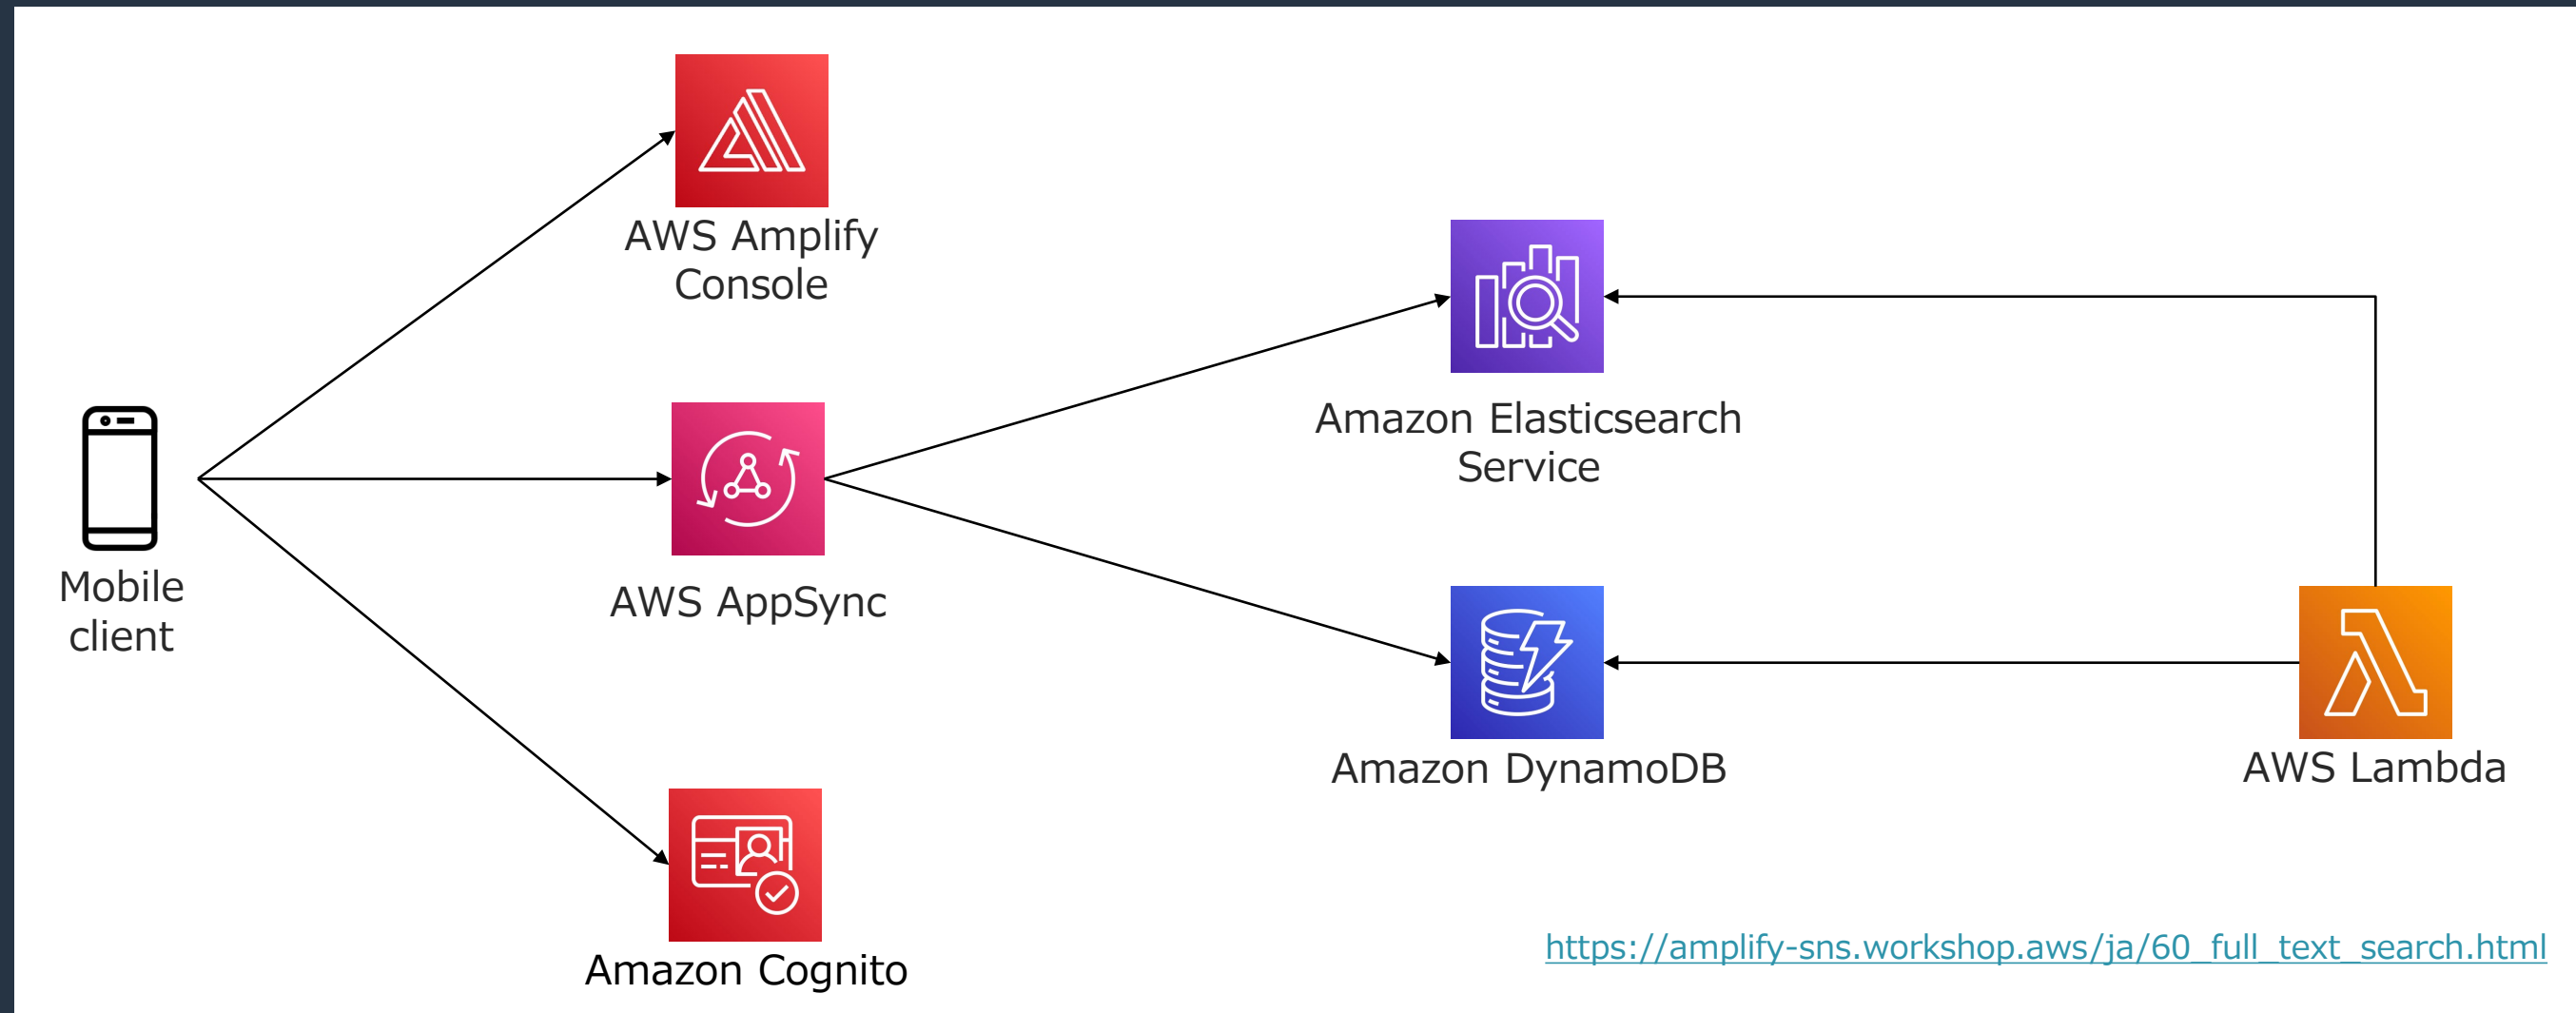 AWS Amplify
Console
Amazon Elasticsearch
Service
Mobile
client
AWS AppSync
Amazon DynamoDB
AWS Lambda
Amazon Cognito
https://amplify-sns.workshop.aws/ja/60_full_text_search.html